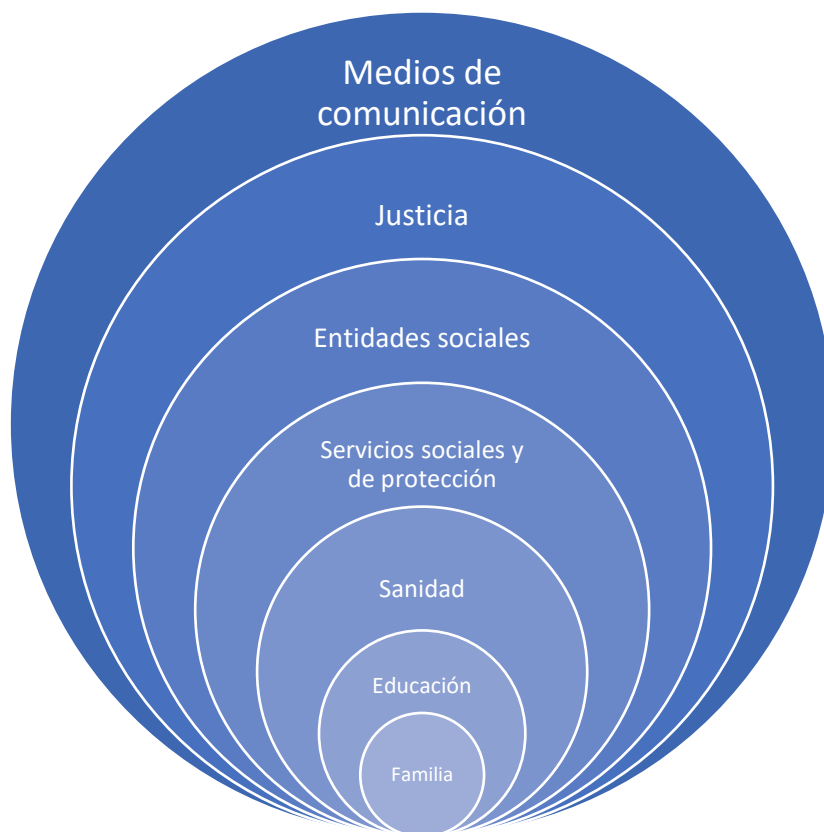 Medios de
comunicación
Justicia
Entidades sociales
Servicios sociales y
de protección
Sanidad
Educación
Familia